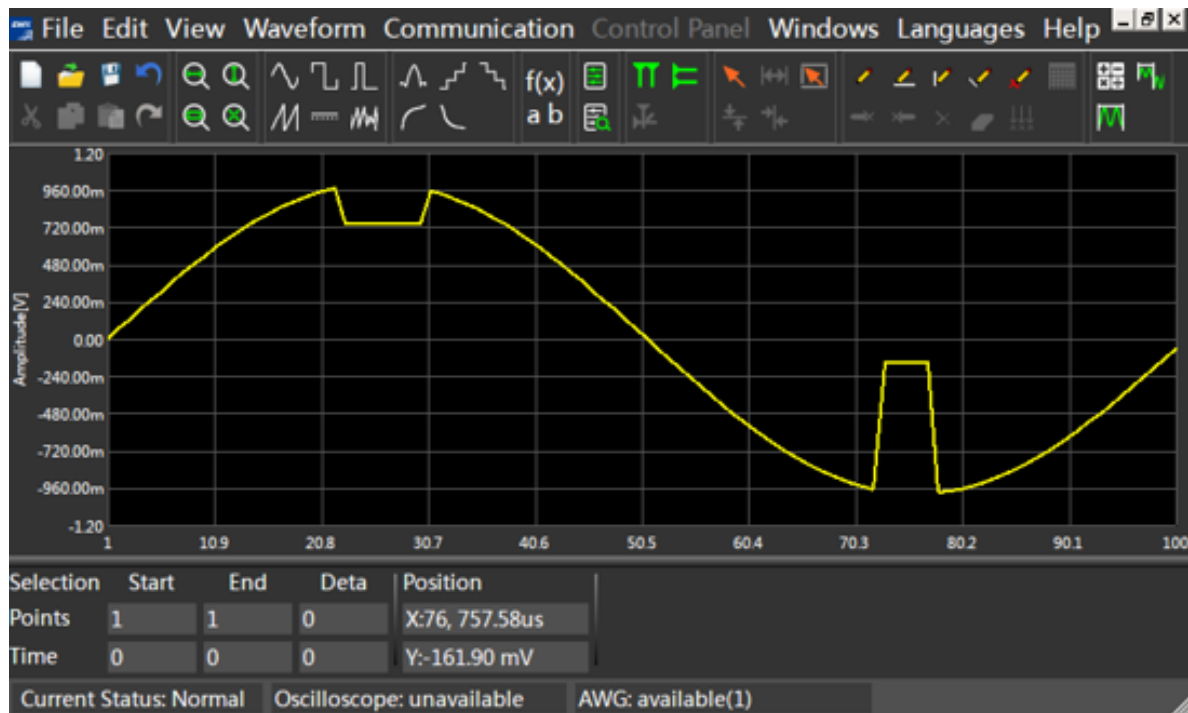 File Edit View Waveform Communication Control Panel Windows Languages Help
f(x)
a b
1.20
960.00m
720.00m
480.00m
240.00m
0.00
-240.00m
-480.00m
-720.00m
-960.00m
-1.20
Amplitude[V]
1 10.9 20.8 30.7 40.6 50.5 60.4 70.3 80.2 90.1 100
Selection Start End Deta Position
Points 1 1 0 X:76, 757.58us
Time 0 0 0 Y:-161.90 mV
Current Status: Normal Oscilloscope: unavailable AWG: available(1)